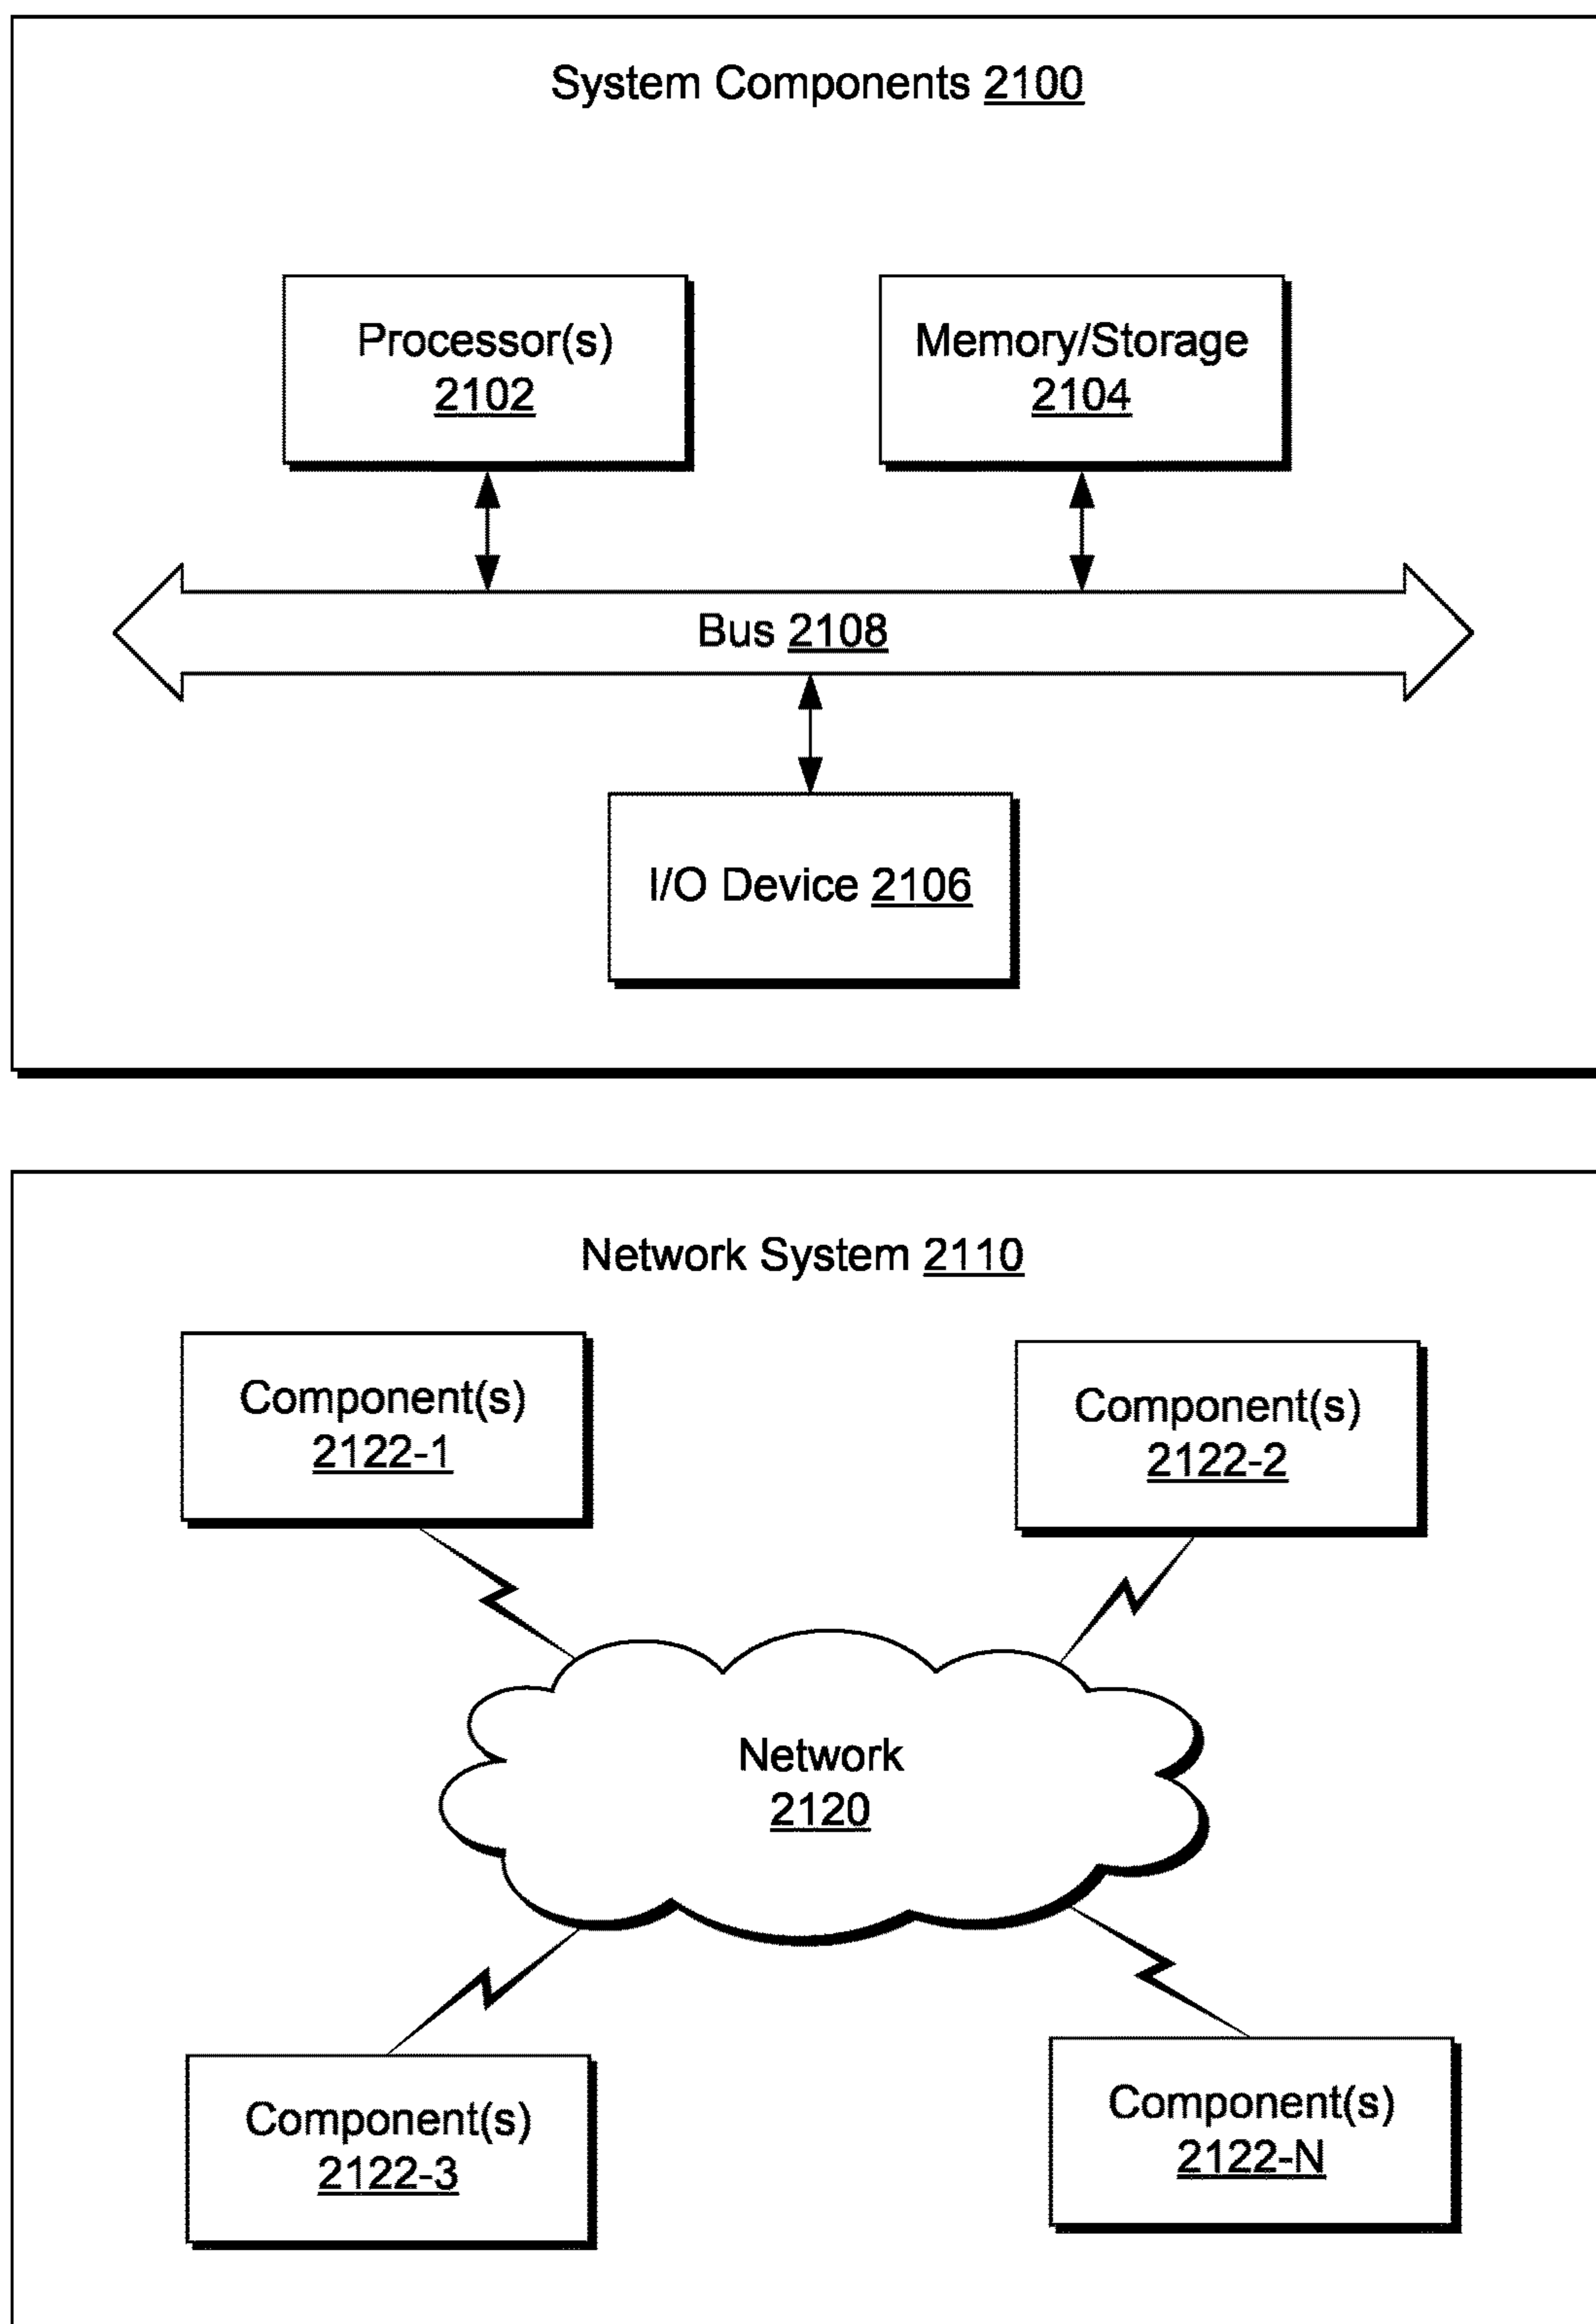 System Components 2100
Processor(s)
2102
Memory/Storage
2104
Bus 2108
I/O Device 2106
Network System 2110
Component(s)
2122-1
Component(s)
2122-2
Network
2120
Component(s)
2122-3
Component(s)
2122-N